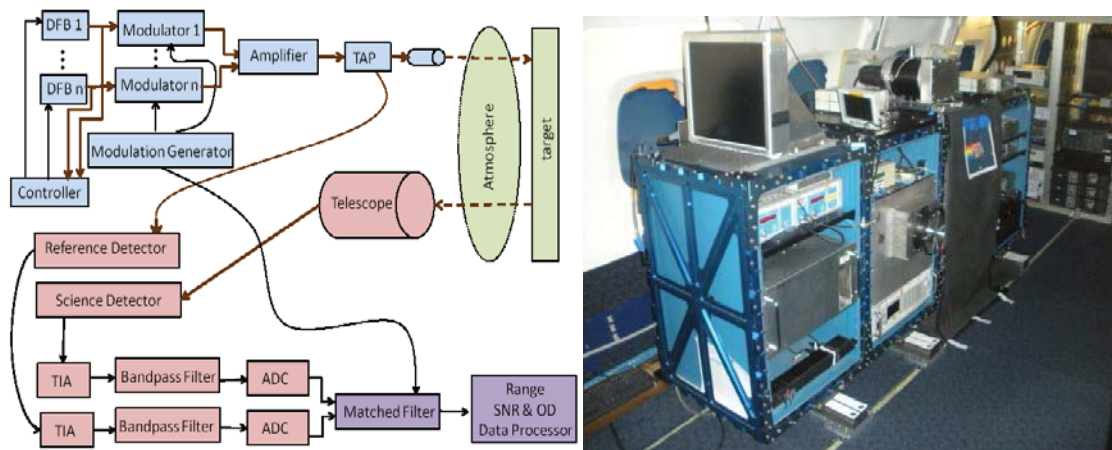 DFB 1
Modulator 1
DFB n
Modulator n
Amplifier
TAP
Modulation Generator
Controller
Atmosphere
target
Telescope
Reference Detector
Science Detector
TIA
Bandpass Filter
ADC
TIA
Bandpass Filter
ADC
Matched Filter
Range
SNR & OD
Data Processor